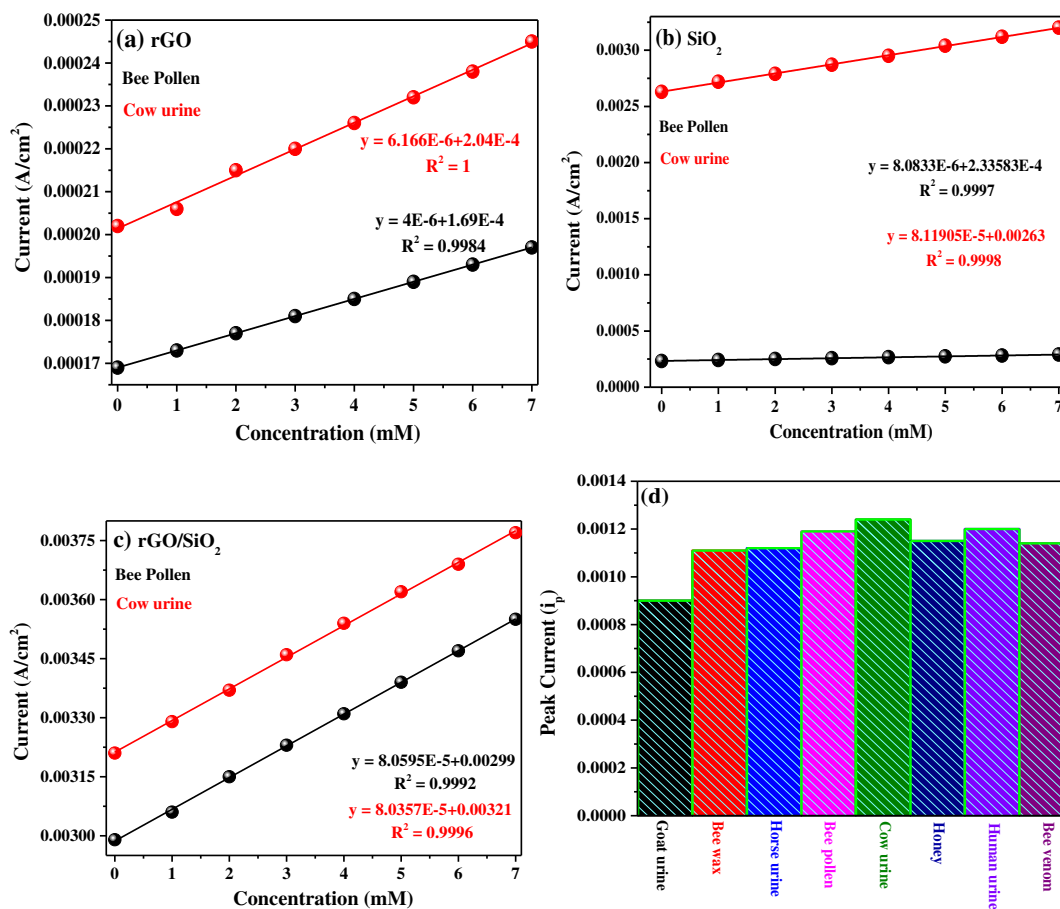 (a) rGO
Bee Pollen
Cow urine
y = 6.166E-6+2.04E-4
R² = 1
y = 4E-6+1.69E-4
R² = 0.9984
0.00025
0.00024
0.00023
0.00022
0.00021
0.00020
0.00019
0.00018
0.00017
Current (A/cm²)
0 1 2 3 4 5 6 7
Concentration (mM)
(b) SiO₂
Bee Pollen
Cow urine
y = 8.0833E-6+2.33583E-4
R² = 0.9997
y = 8.11905E-5+0.00263
R² = 0.9998
0.0030
0.0025
0.0020
0.0015
0.0010
0.0005
0.0000
Current (A/cm²)
0 1 2 3 4 5 6 7
Concentration (mM)
c) rGO/SiO₂
Bee Pollen
Cow urine
y = 8.0595E-5+0.00299
R² = 0.9992
y = 8.0357E-5+0.00321
R² = 0.9996
0.00375
0.00360
0.00345
0.00330
0.00315
0.00300
Current (A/cm²)
0 1 2 3 4 5 6 7
Concentration (mM)
(d)
0.0014
0.0012
0.0010
0.0008
0.0006
0.0004
0.0002
0.0000
Peak Current (iₚ)
Goat urine
Bee wax
Horse urine
Bee pollen
Cow urine
Honey
Human urine
Bee venom